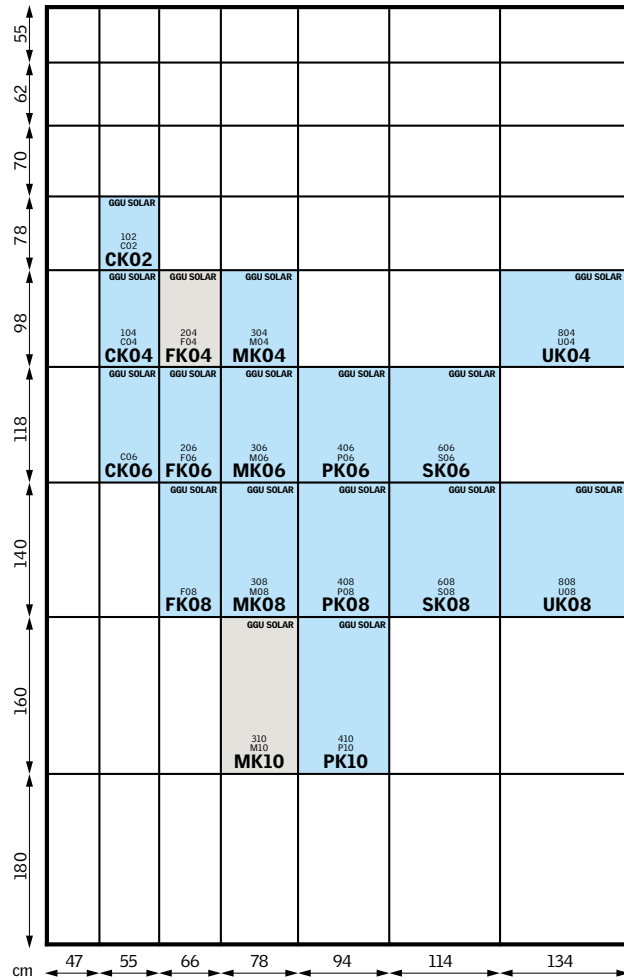 55
62
70
78
GGU SOLAR
102
C02
CK02
98
GGU SOLAR
104
C04
CK04
GGU SOLAR
204
F04
FK04
GGU SOLAR
304
M04
MK04
GGU SOLAR
804
U04
UK04
118
GGU SOLAR
C06
CK06
GGU SOLAR
206
F06
FK06
GGU SOLAR
306
M06
MK06
GGU SOLAR
406
P06
PK06
GGU SOLAR
606
S06
SK06
140
GGU SOLAR
F08
FK08
GGU SOLAR
308
M08
MK08
GGU SOLAR
408
P08
PK08
GGU SOLAR
608
S08
SK08
GGU SOLAR
808
U08
UK08
160
GGU SOLAR
310
M10
MK10
GGU SOLAR
410
P10
PK10
180
cm 47 55 66 78 94 114 134